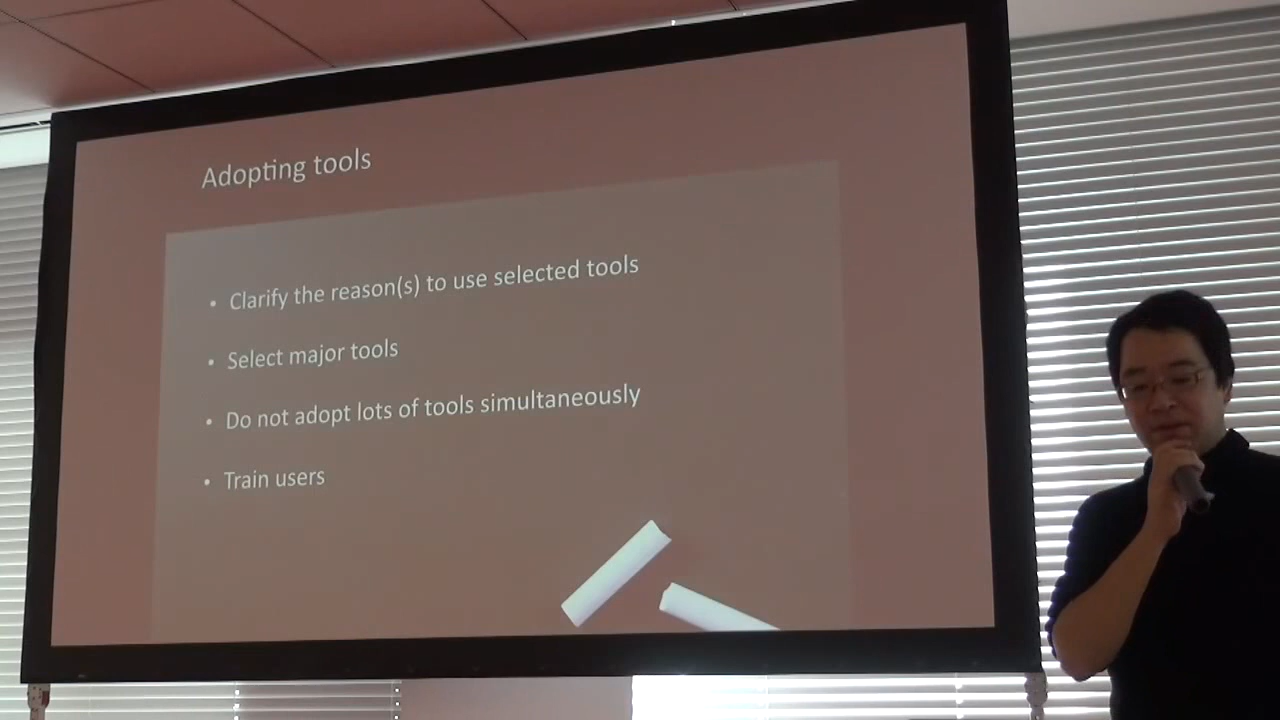 Adopting tools
• Clarify the reason(s) to use selected tools
• Select major tools
• Do not adopt lots of tools simultaneously
• Train users